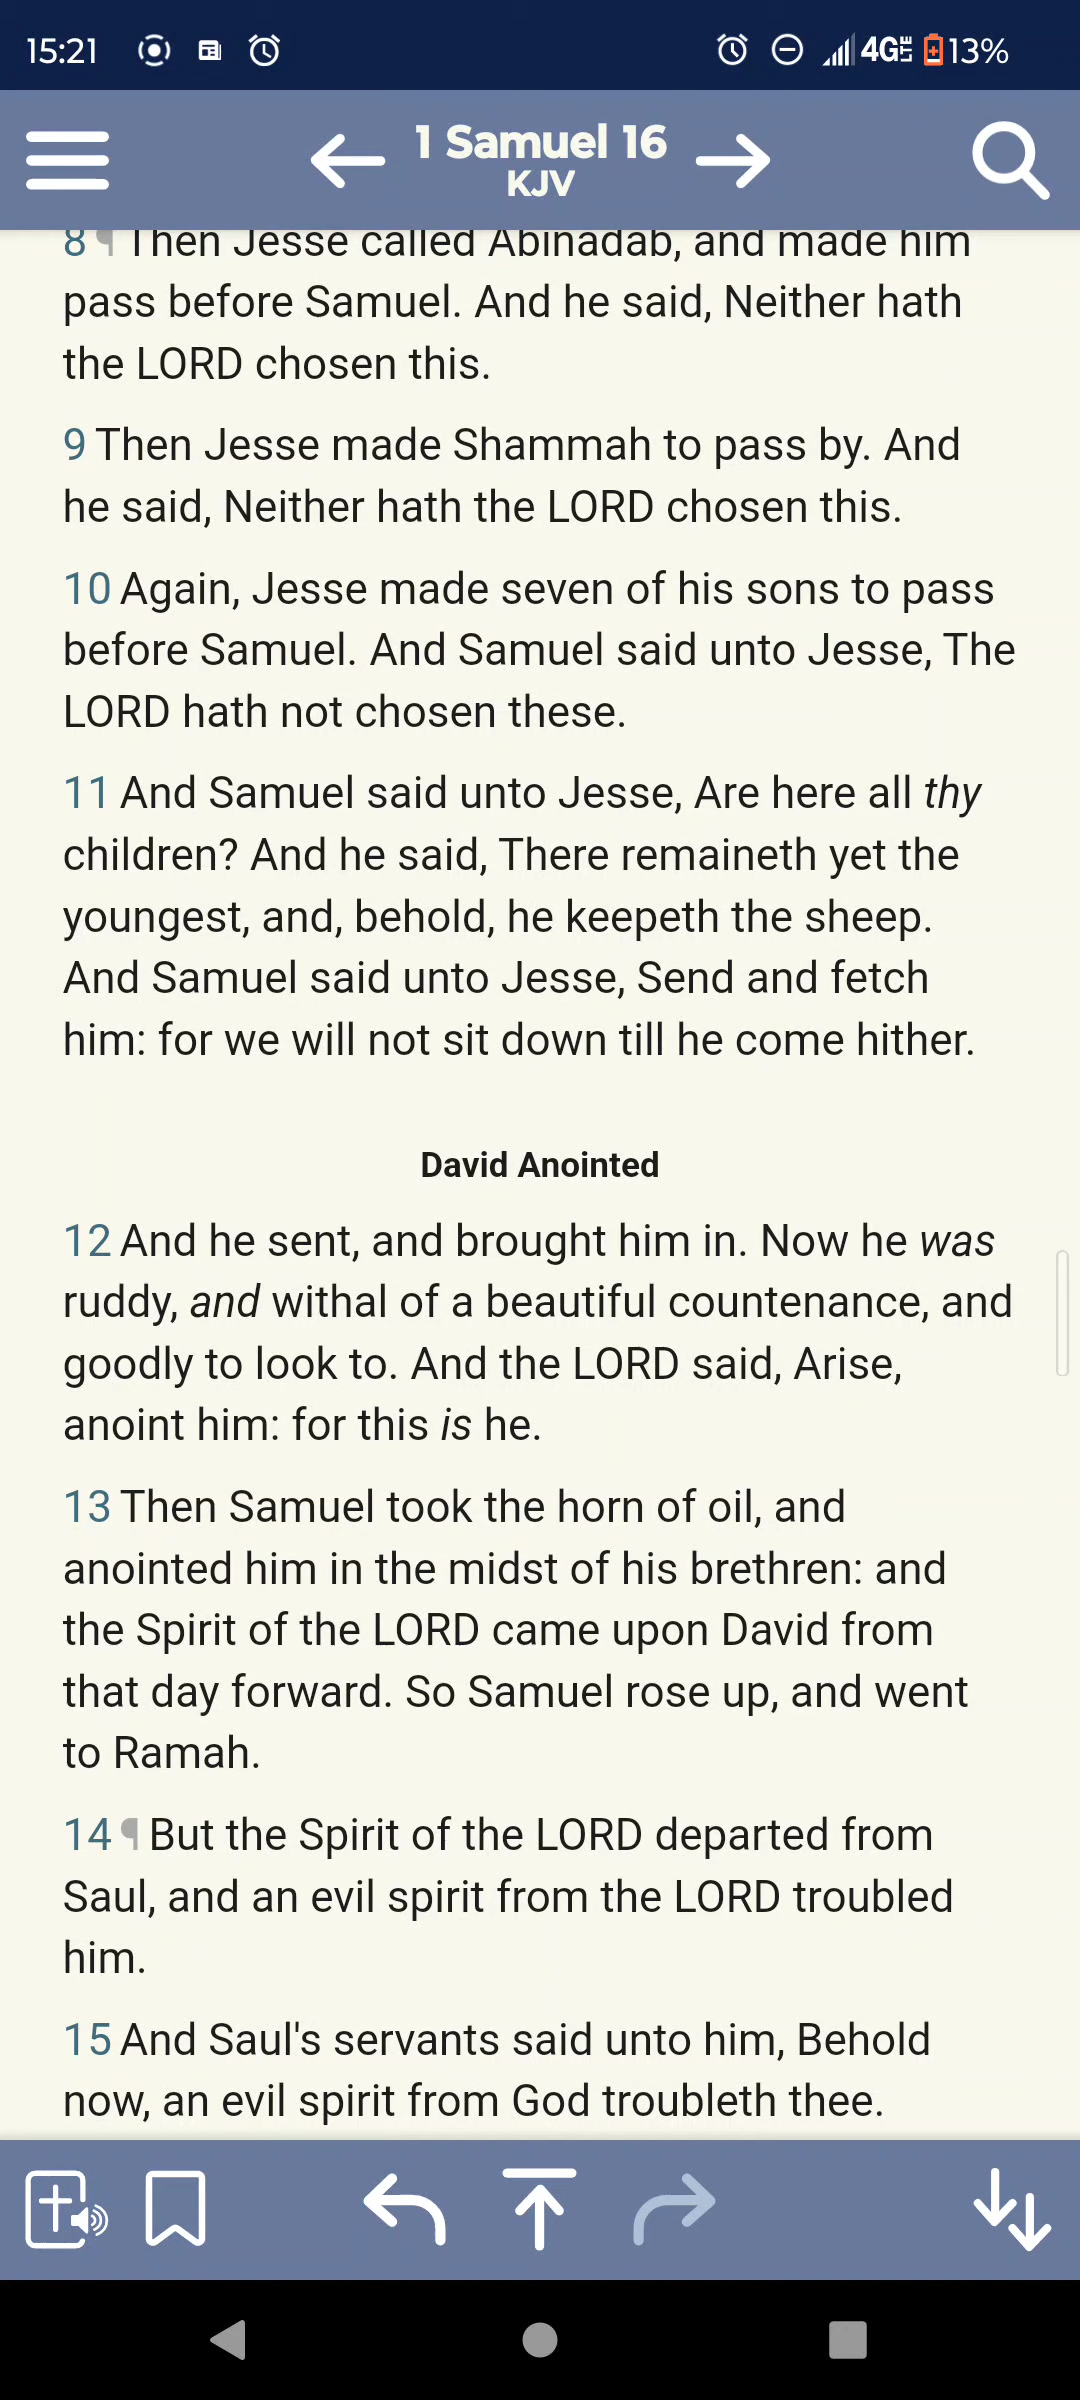 15:21
4G LTE 13%
1 Samuel 16
KJV
8 ¶ Then Jesse called Abinadab, and made him
pass before Samuel. And he said, Neither hath
the LORD chosen this.
9 Then Jesse made Shammah to pass by. And
he said, Neither hath the LORD chosen this.
10 Again, Jesse made seven of his sons to pass
before Samuel. And Samuel said unto Jesse, The
LORD hath not chosen these.
11 And Samuel said unto Jesse, Are here all thy
children? And he said, There remaineth yet the
youngest, and, behold, he keepeth the sheep.
And Samuel said unto Jesse, Send and fetch
him: for we will not sit down till he come hither.
David Anointed
12 And he sent, and brought him in. Now he was
ruddy, and withal of a beautiful countenance, and
goodly to look to. And the LORD said, Arise,
anoint him: for this is he.
13 Then Samuel took the horn of oil, and
anointed him in the midst of his brethren: and
the Spirit of the LORD came upon David from
that day forward. So Samuel rose up, and went
to Ramah.
14 ¶ But the Spirit of the LORD departed from
Saul, and an evil spirit from the LORD troubled
him.
15 And Saul's servants said unto him, Behold
now, an evil spirit from God troubleth thee.